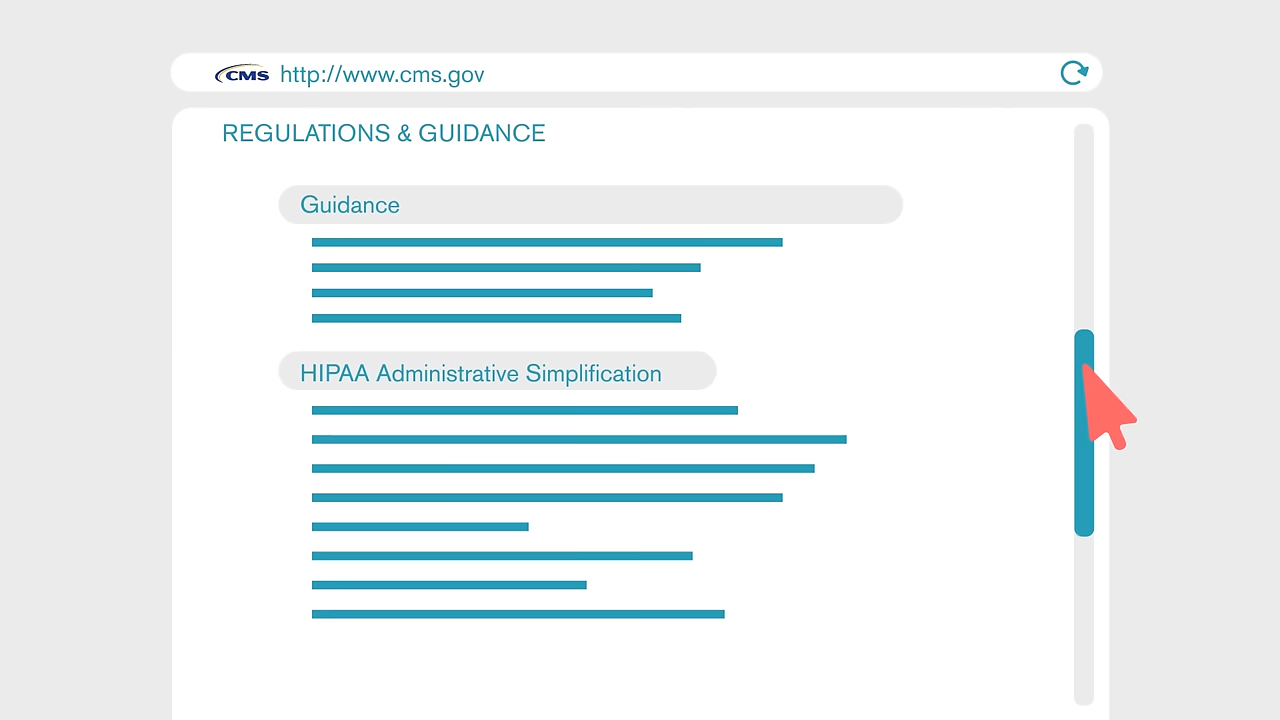 CMS http://www.cms.gov
REGULATIONS & GUIDANCE
Guidance
HIPAA Administrative Simplification